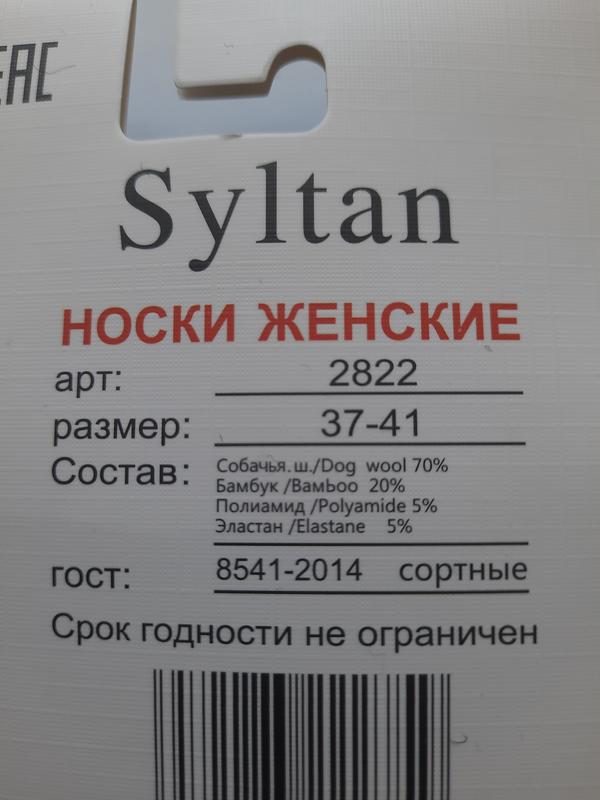 EAC
Syltan
НОСКИ ЖЕНСКИЕ
арт: 2822
размер: 37-41
Состав: Собачья.ш./Dog wool 70%
Бамбук /Bamboo 20%
Полиамид /Polyamide 5%
Эластан /Elastane 5%
гост: 8541-2014 сортные
Срок годности не ограничен